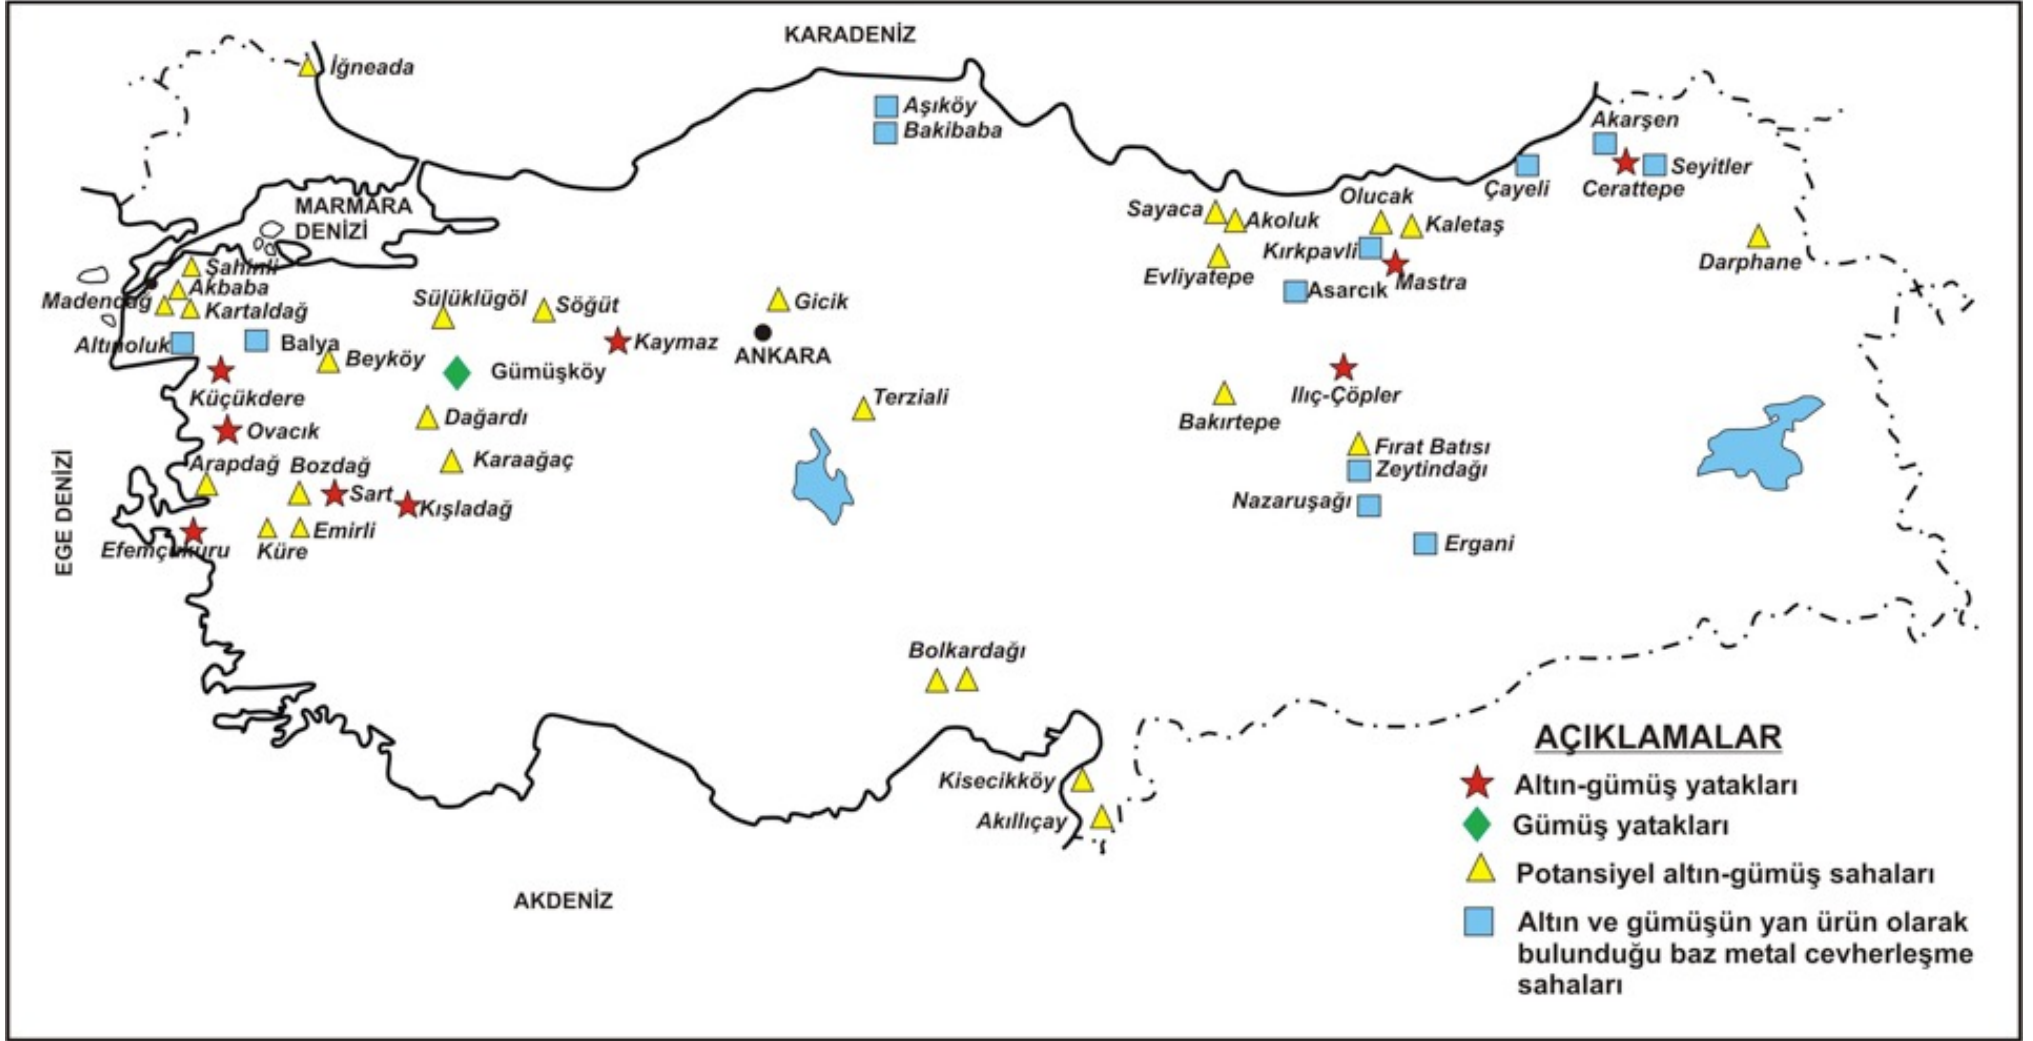 KARADENİZ
İğneada
Aşıköy
Bakibaba
Akarşen
Seyitler
Çayeli
Cerattepe
MARMARA
DENİZİ
Olucak
Sayaca
Akoluk
Kaletaş
Kırkpavli
Darphane
Evliyatepe
Mastra
Asarcık
Şahinli
Akbaba
Madendağ
Kartaldağ
Sülüklügöl
Söğüt
Gicik
Altınoluk
Balya
Kaymaz
ANKARA
Beyköy
Gümüşköy
Küçükdere
Terziali
Ilıç-Çöpler
Dağardı
Bakırtepe
Ovacık
Fırat Batısı
Arapdağ
Bozdağ
Karaağaç
Zeytindağı
Sart
Kışladağ
Nazaruşağı
EGE DENİZİ
Efemçukuru
Küre
Emirli
Ergani
Bolkardağı
Kisecikköy
Akıllıçay
AKDENİZ
AÇIKLAMALAR
Altın-gümüş yatakları
Gümüş yatakları
Potansiyel altın-gümüş sahaları
Altın ve gümüşün yan ürün olarak
bulunduğu baz metal cevherleşme
sahaları